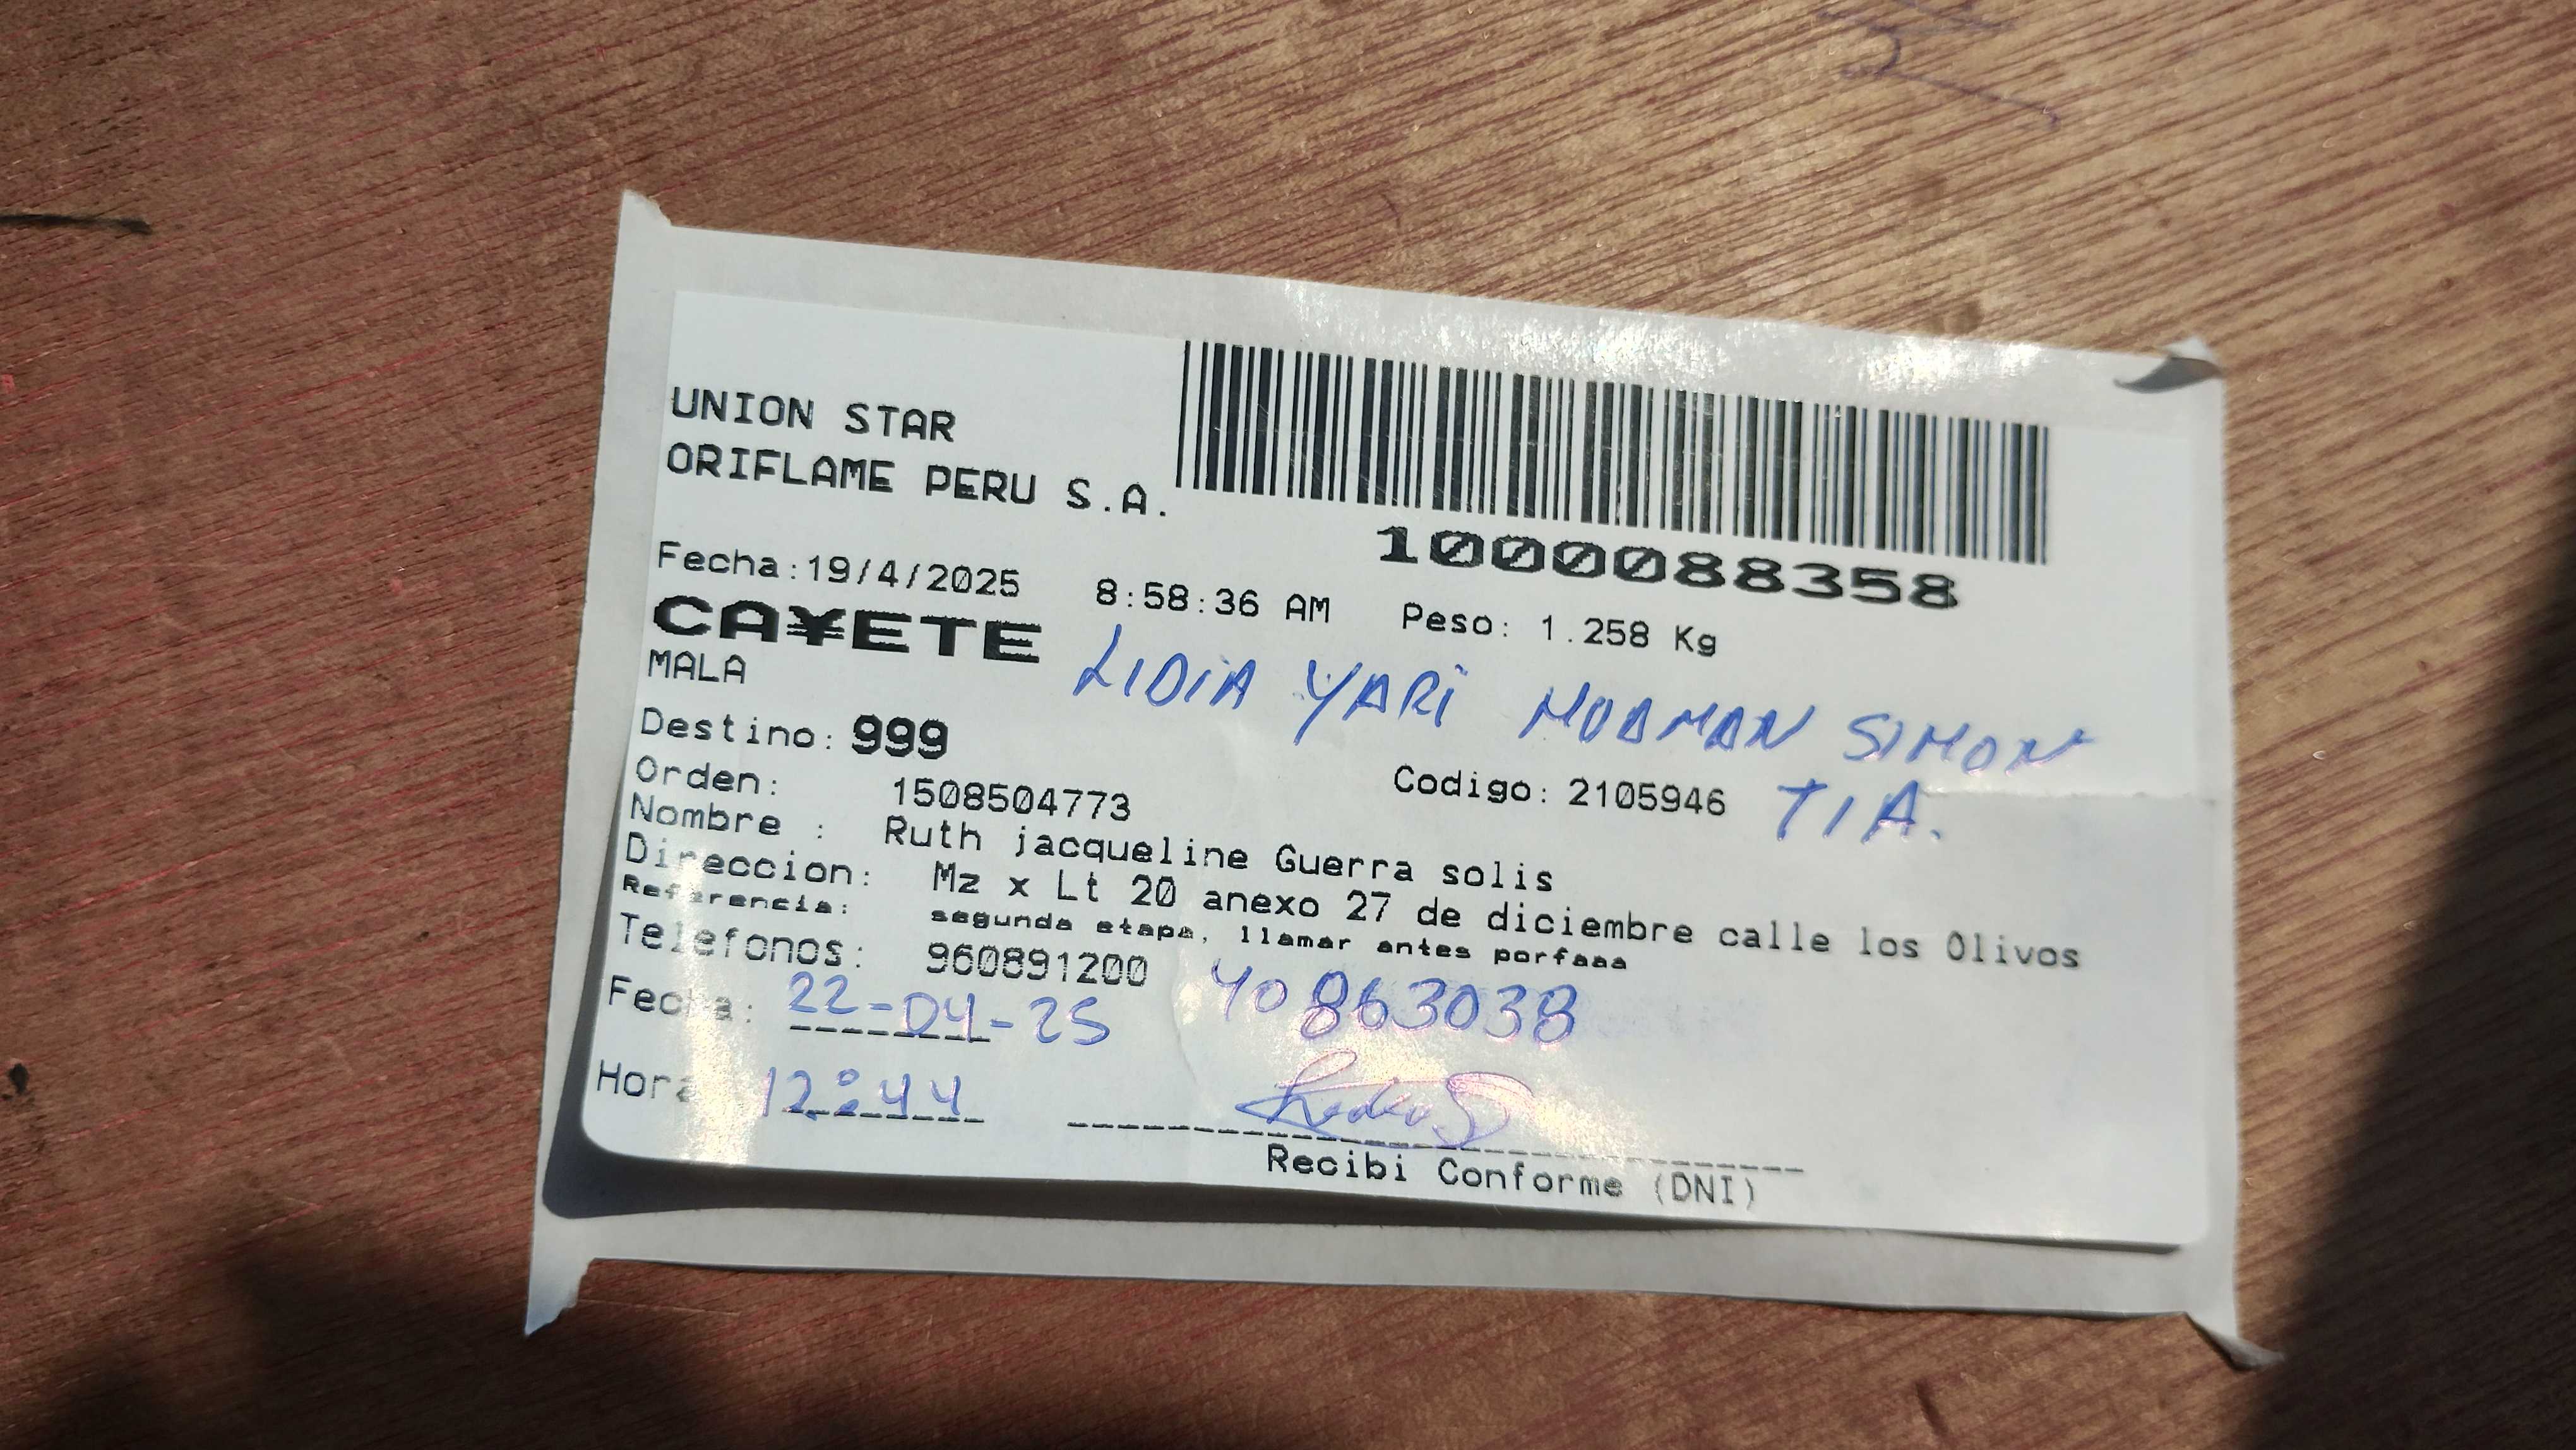 UNION STAR
ORIFLAME PERU S.A.
1000088358
Fecha:19/4/2025 8:58:36 AM Peso: 1.258 Kg
CA¥ETE
MALA
LIDIA YARI HUAMAN SIMON
Destino: 999
Orden: 1508504773 Codigo: 2105946 TIA.
Nombre : Ruth jacqueline Guerra solis
Direccion: Mz x Lt 20 anexo 27 de diciembre calle los Olivos
Referencia: segunda etapa, llamar antes porfaaa
Telefonos: 960891200
Fecha: 22-04-25 40863038
Hora 12:44
Recibi Conforme (DNI)